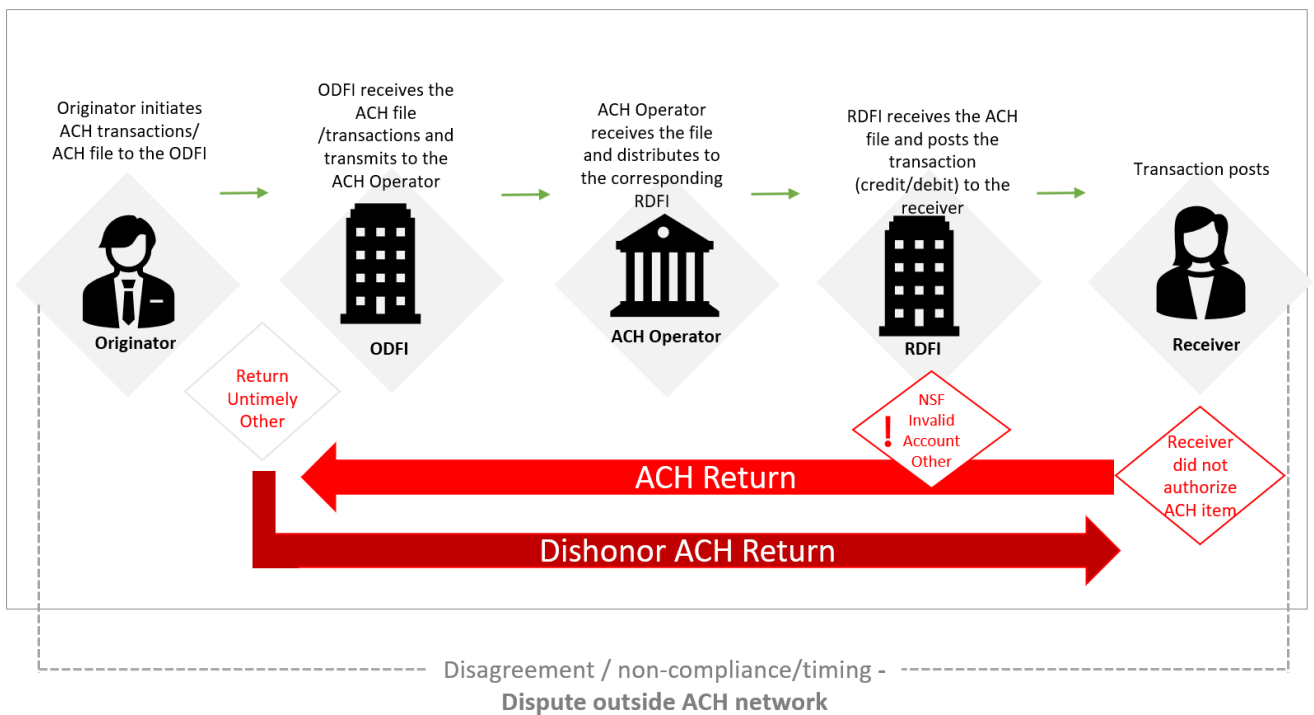 Originator initiates
ACH transactions/
ACH file to the ODFI
ODFI receives the
ACH file
/transactions and
transmits to the
ACH Operator
ACH Operator
receives the file
and distributes to
the corresponding
RDFI
RDFI receives the ACH
file and posts the
transaction
(credit/debit) to the
receiver
Transaction posts
Originator
ODFI
ACH Operator
RDFI
Receiver
Return
Untimely
Other
!
NSF
Invalid
Account
Other
Receiver
did not
authorize
ACH item
ACH Return
Dishonor ACH Return
Disagreement / non-compliance/timing -
Dispute outside ACH network